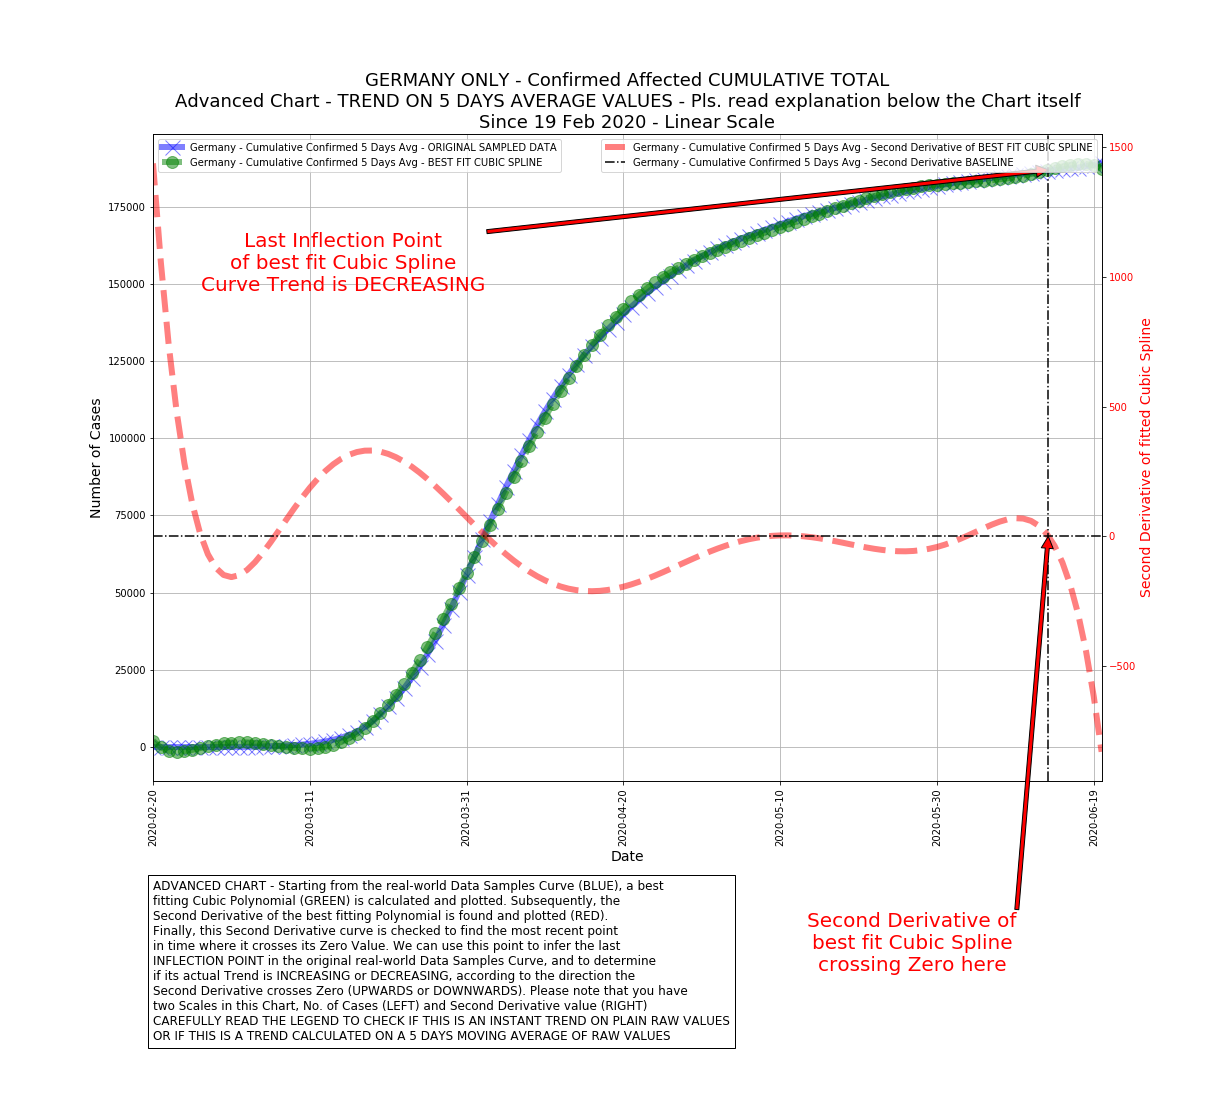 GERMANY ONLY - Confirmed Affected CUMULATIVE TOTAL
Advanced Chart - TREND ON 5 DAYS AVERAGE VALUES - Pls. read explanation below the Chart itself
Since 19 Feb 2020 - Linear Scale
Germany - Cumulative Confirmed 5 Days Avg - ORIGINAL SAMPLED DATA
Germany - Cumulative Confirmed 5 Days Avg - BEST FIT CUBIC SPLINE
Germany - Cumulative Confirmed 5 Days Avg - Second Derivative of BEST FIT CUBIC SPLINE
Germany - Cumulative Confirmed 5 Days Avg - Second Derivative BASELINE
Last Inflection Point
of best fit Cubic Spline
Curve Trend is DECREASING
Number of Cases
175000
150000
125000
100000
75000
50000
25000
0
1500
1000
500
0
−500
Second Derivative of fitted Cubic Spline
2020-02-20
2020-03-11
2020-03-31
2020-04-20
2020-05-10
2020-05-30
2020-06-19
Date
ADVANCED CHART - Starting from the real-world Data Samples Curve (BLUE), a best
fitting Cubic Polynomial (GREEN) is calculated and plotted. Subsequently, the
Second Derivative of the best fitting Polynomial is found and plotted (RED).
Finally, this Second Derivative curve is checked to find the most recent point
in time where it crosses its Zero Value. We can use this point to infer the last
INFLECTION POINT in the original real-world Data Samples Curve, and to determine
if its actual Trend is INCREASING or DECREASING, according to the direction the
Second Derivative crosses Zero (UPWARDS or DOWNWARDS). Please note that you have
two Scales in this Chart, No. of Cases (LEFT) and Second Derivative value (RIGHT)
CAREFULLY READ THE LEGEND TO CHECK IF THIS IS AN INSTANT TREND ON PLAIN RAW VALUES
OR IF THIS IS A TREND CALCULATED ON A 5 DAYS MOVING AVERAGE OF RAW VALUES
Second Derivative of
best fit Cubic Spline
crossing Zero here